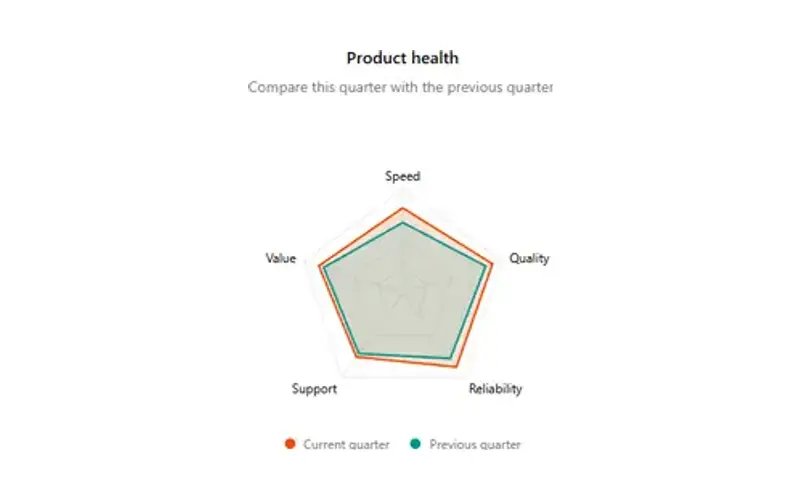 Product health
Compare this quarter with the previous quarter
Speed
Value
Quality
Support
Reliability
Current quarter
Previous quarter